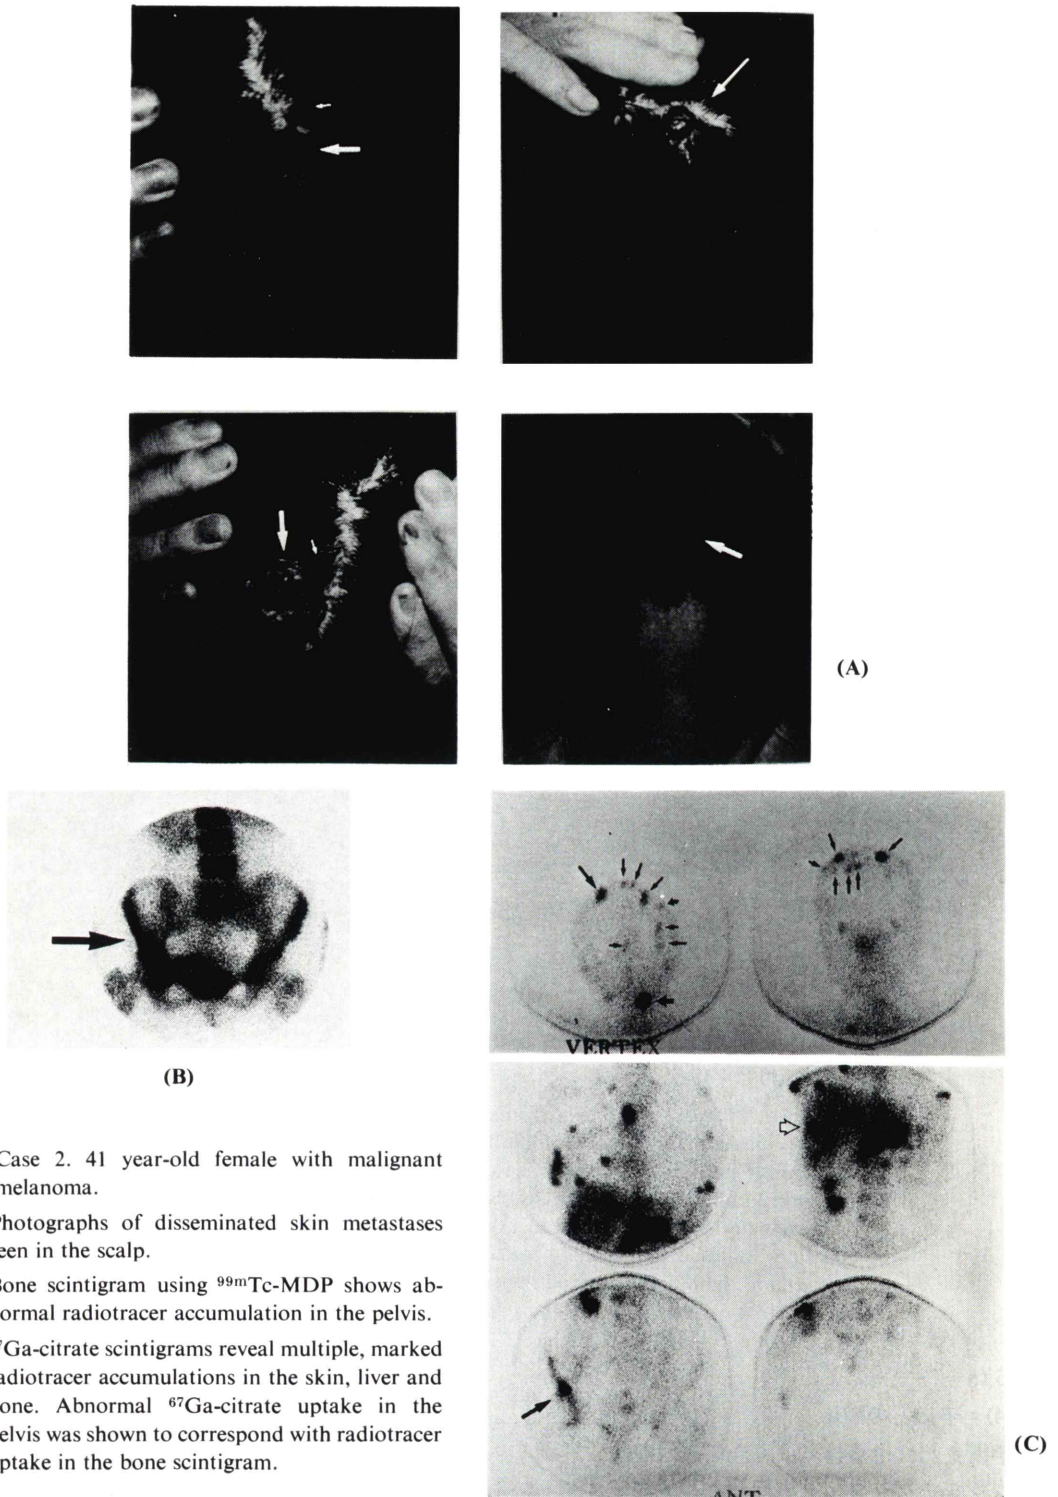 (A)
VERTEX
(B)
Case 2. 41 year-old female with malignant
melanoma.
Photographs of disseminated skin metastases
een in the scalp.
Bone scintigram using ⁹⁹ᵐTc-MDP shows ab-
ormal radiotracer accumulation in the pelvis.
⁷Ga-citrate scintigrams reveal multiple, marked
adiotracer accumulations in the skin, liver and
one. Abnormal ⁶⁷Ga-citrate uptake in the
elvis was shown to correspond with radiotracer
ptake in the bone scintigram.
(C)
ANT